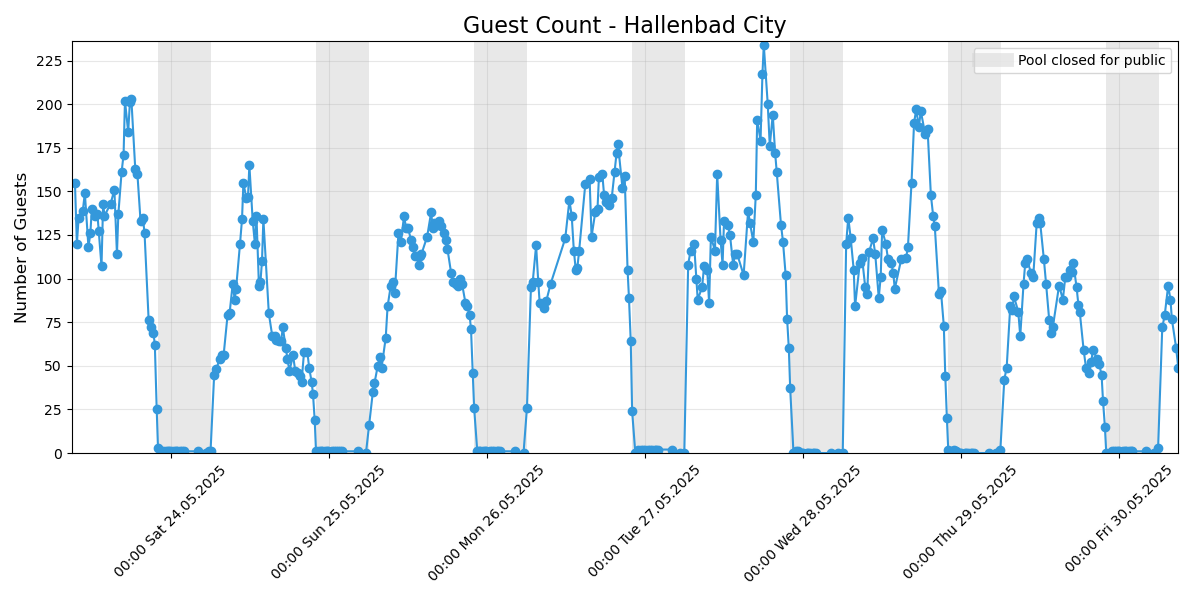 Guest Count - Hallenbad City
Pool closed for public
Number of Guests
225
200
175
150
125
100
75
50
25
0
00:00 Sat 24.05.2025
00:00 Sun 25.05.2025
00:00 Mon 26.05.2025
00:00 Tue 27.05.2025
00:00 Wed 28.05.2025
00:00 Thu 29.05.2025
00:00 Fri 30.05.2025